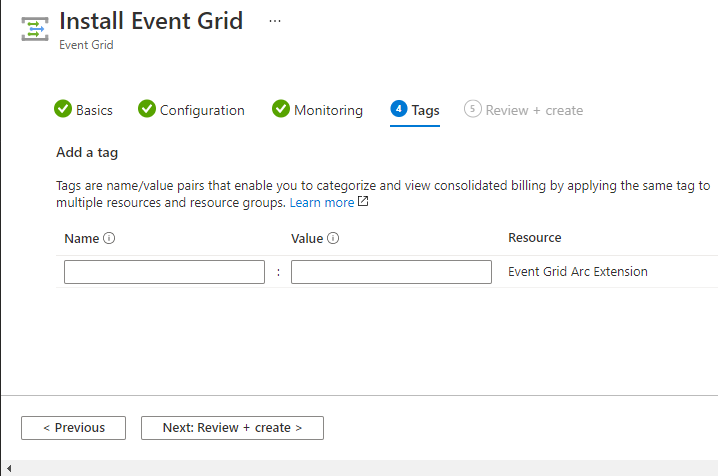 Install Event Grid ...
Event Grid
Basics Configuration Monitoring 4 Tags 5 Review + create
Add a tag
Tags are name/value pairs that enable you to categorize and view consolidated billing by applying the same tag to
multiple resources and resource groups. Learn more
Name Value Resource
: Event Grid Arc Extension
< Previous Next: Review + create >